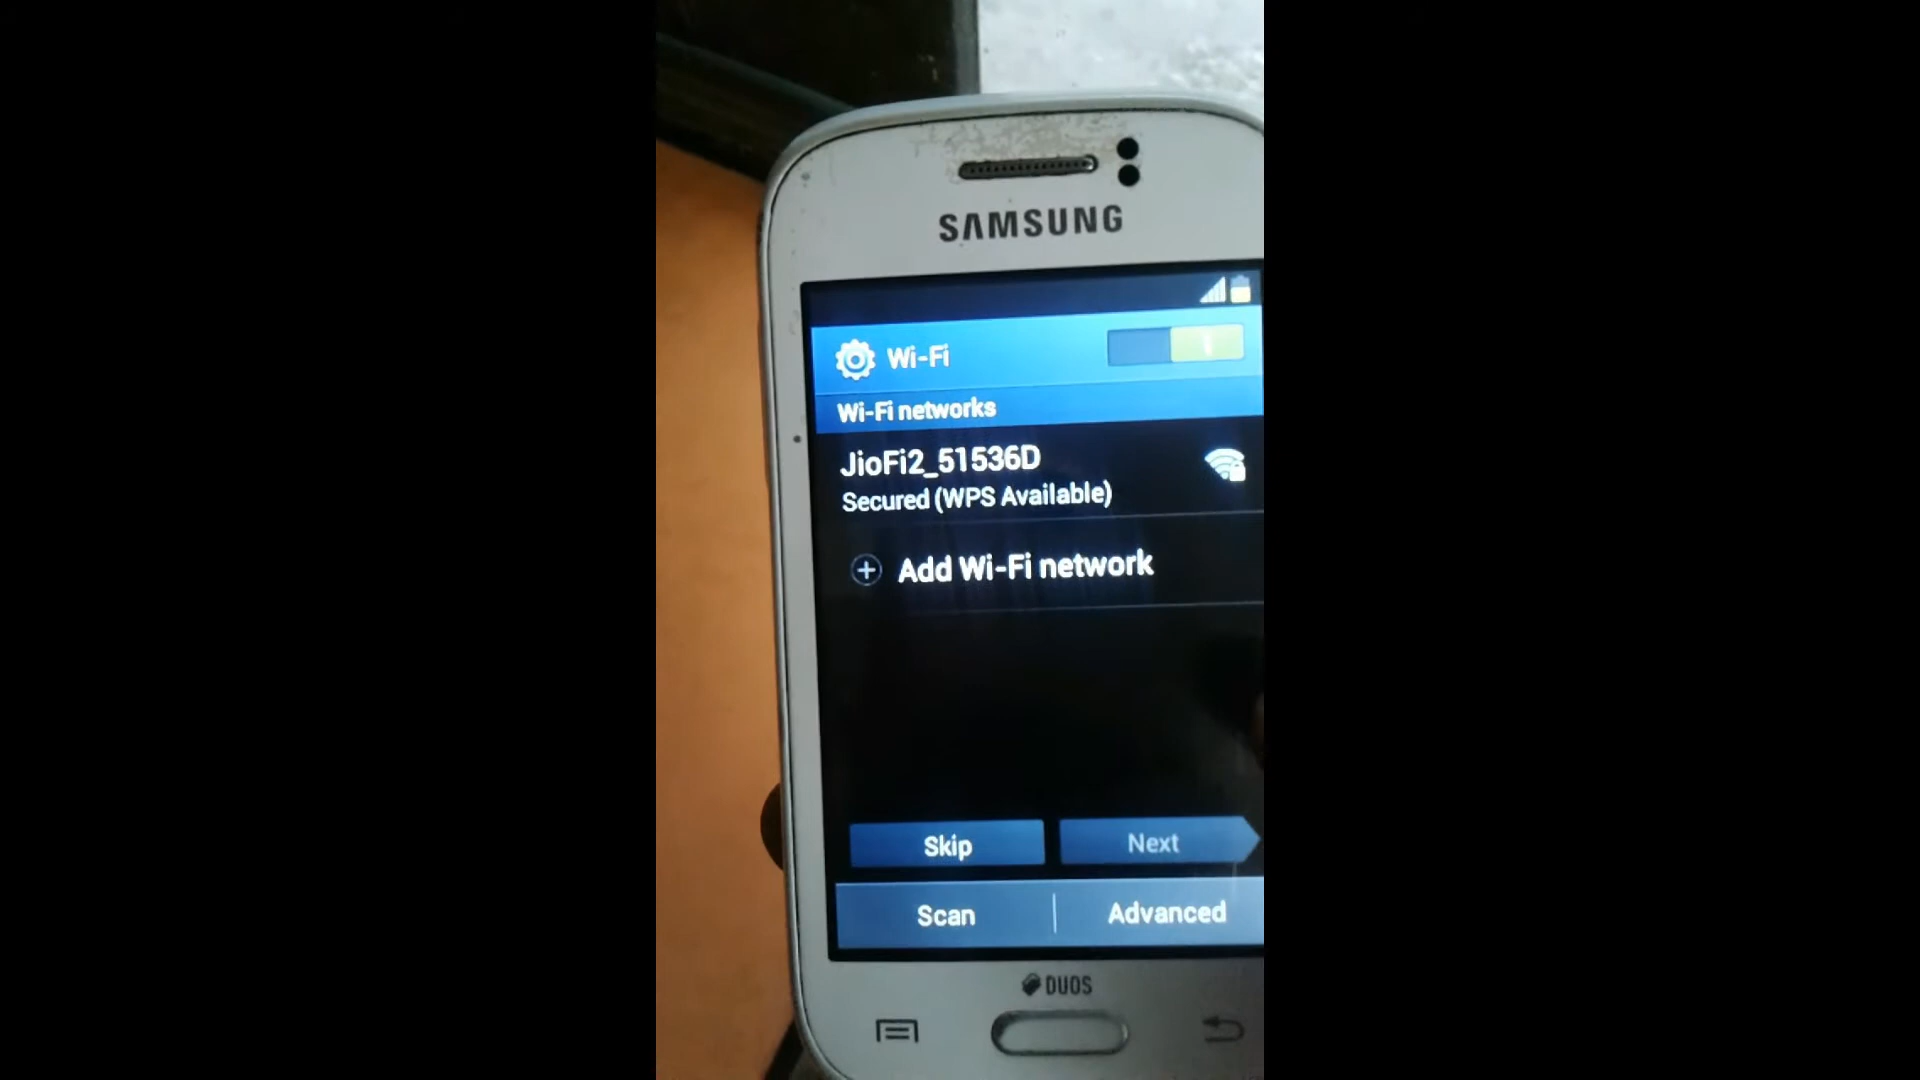 SAMSUNG
Wi-Fi
Wi-Fi networks
JioFi2_51536D
Secured (WPS Available)
Add Wi-Fi network
Skip
Next
Scan
Advanced
DUOS